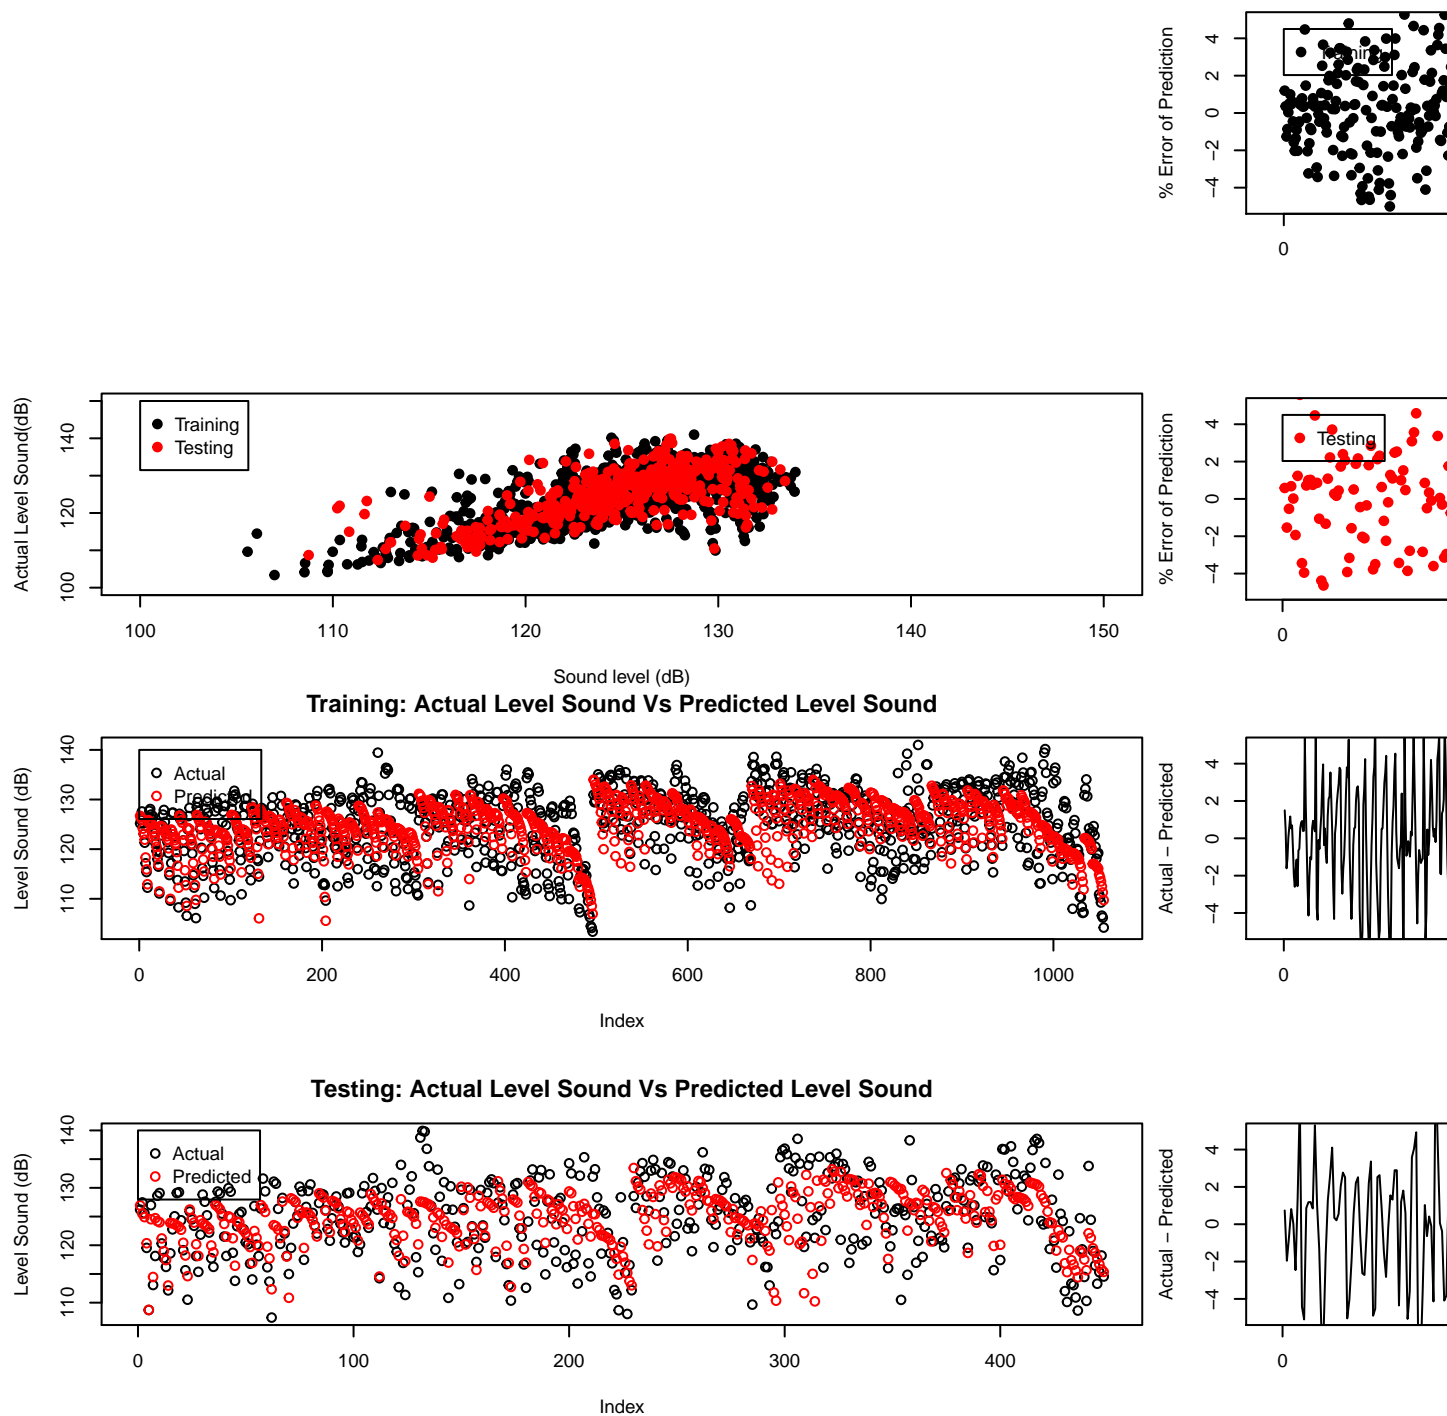 % Error of Prediction
4
2
0
−2
−4
Training
0
Actual Level Sound(dB)
140
120
100
Training
Testing
100 110 120 130 140 150
Sound level (dB)
% Error of Prediction
4
2
0
−2
−4
Testing
0
Training: Actual Level Sound Vs Predicted Level Sound
Level Sound (dB)
140
130
120
110
Actual
Predicted
0 200 400 600 800 1000
Index
Actual − Predicted
4
2
0
−2
−4
0
Testing: Actual Level Sound Vs Predicted Level Sound
Level Sound (dB)
140
130
120
110
Actual
Predicted
0 100 200 300 400
Index
Actual − Predicted
4
2
0
−2
−4
0